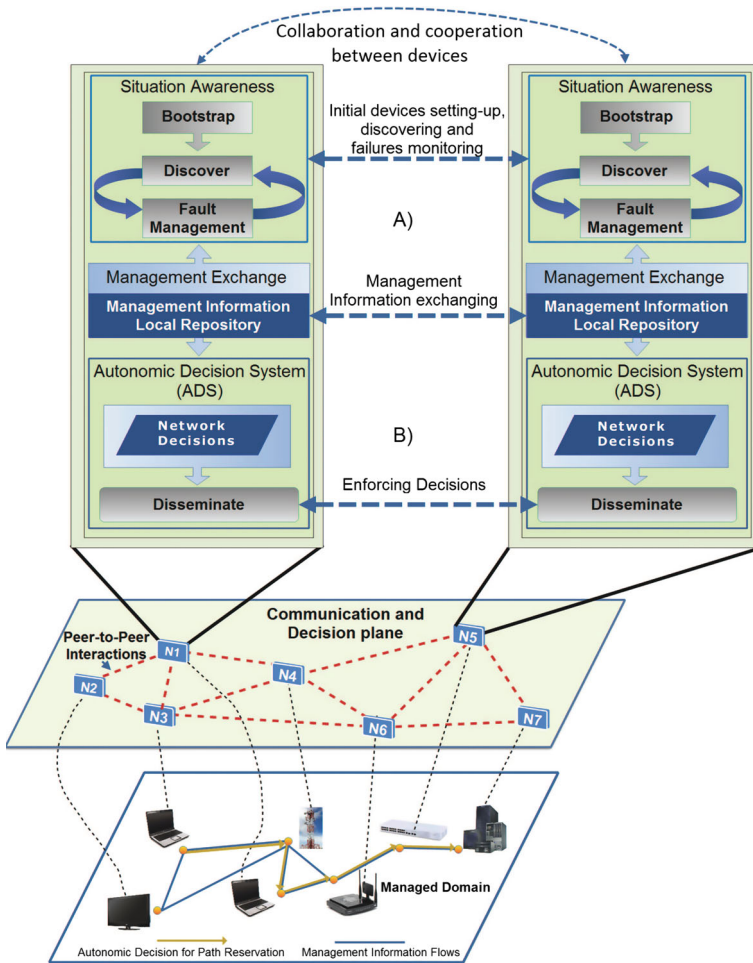 Collaboration and cooperation
between devices
Situation Awareness
Bootstrap
Discover
Fault
Management
Initial devices setting-up,
discovering and
failures monitoring
Situation Awareness
Bootstrap
Discover
Fault
Management
A)
Management Exchange
Management Information
Local Repository
Management
Information exchanging
Management Exchange
Management Information
Local Repository
Autonomic Decision System
(ADS)
Network
Decisions
Disseminate
B)
Enforcing Decisions
Autonomic Decision System
(ADS)
Network
Decisions
Disseminate
Communication and
Decision plane
Peer-to-Peer
Interactions
N1
N2
N3
N4
N5
N6
N7
Managed Domain
Autonomic Decision for Path Reservation
Management Information Flows